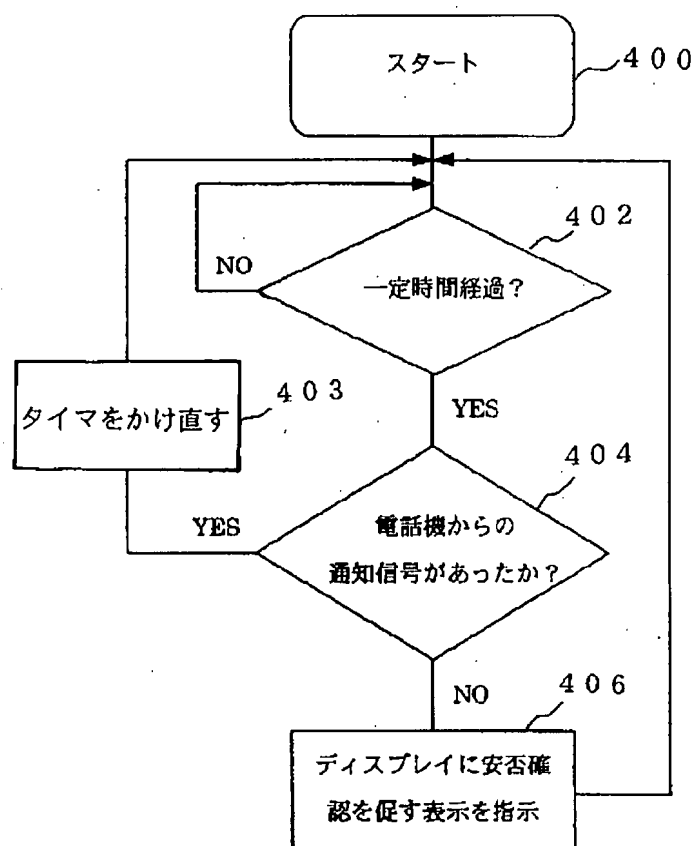 スタート
400
402
NO
一定時間経過？
タイマをかけ直す
403
YES
404
YES
電話機からの
通知信号があったか？
NO
406
ディスプレイに安否確
認を促す表示を指示